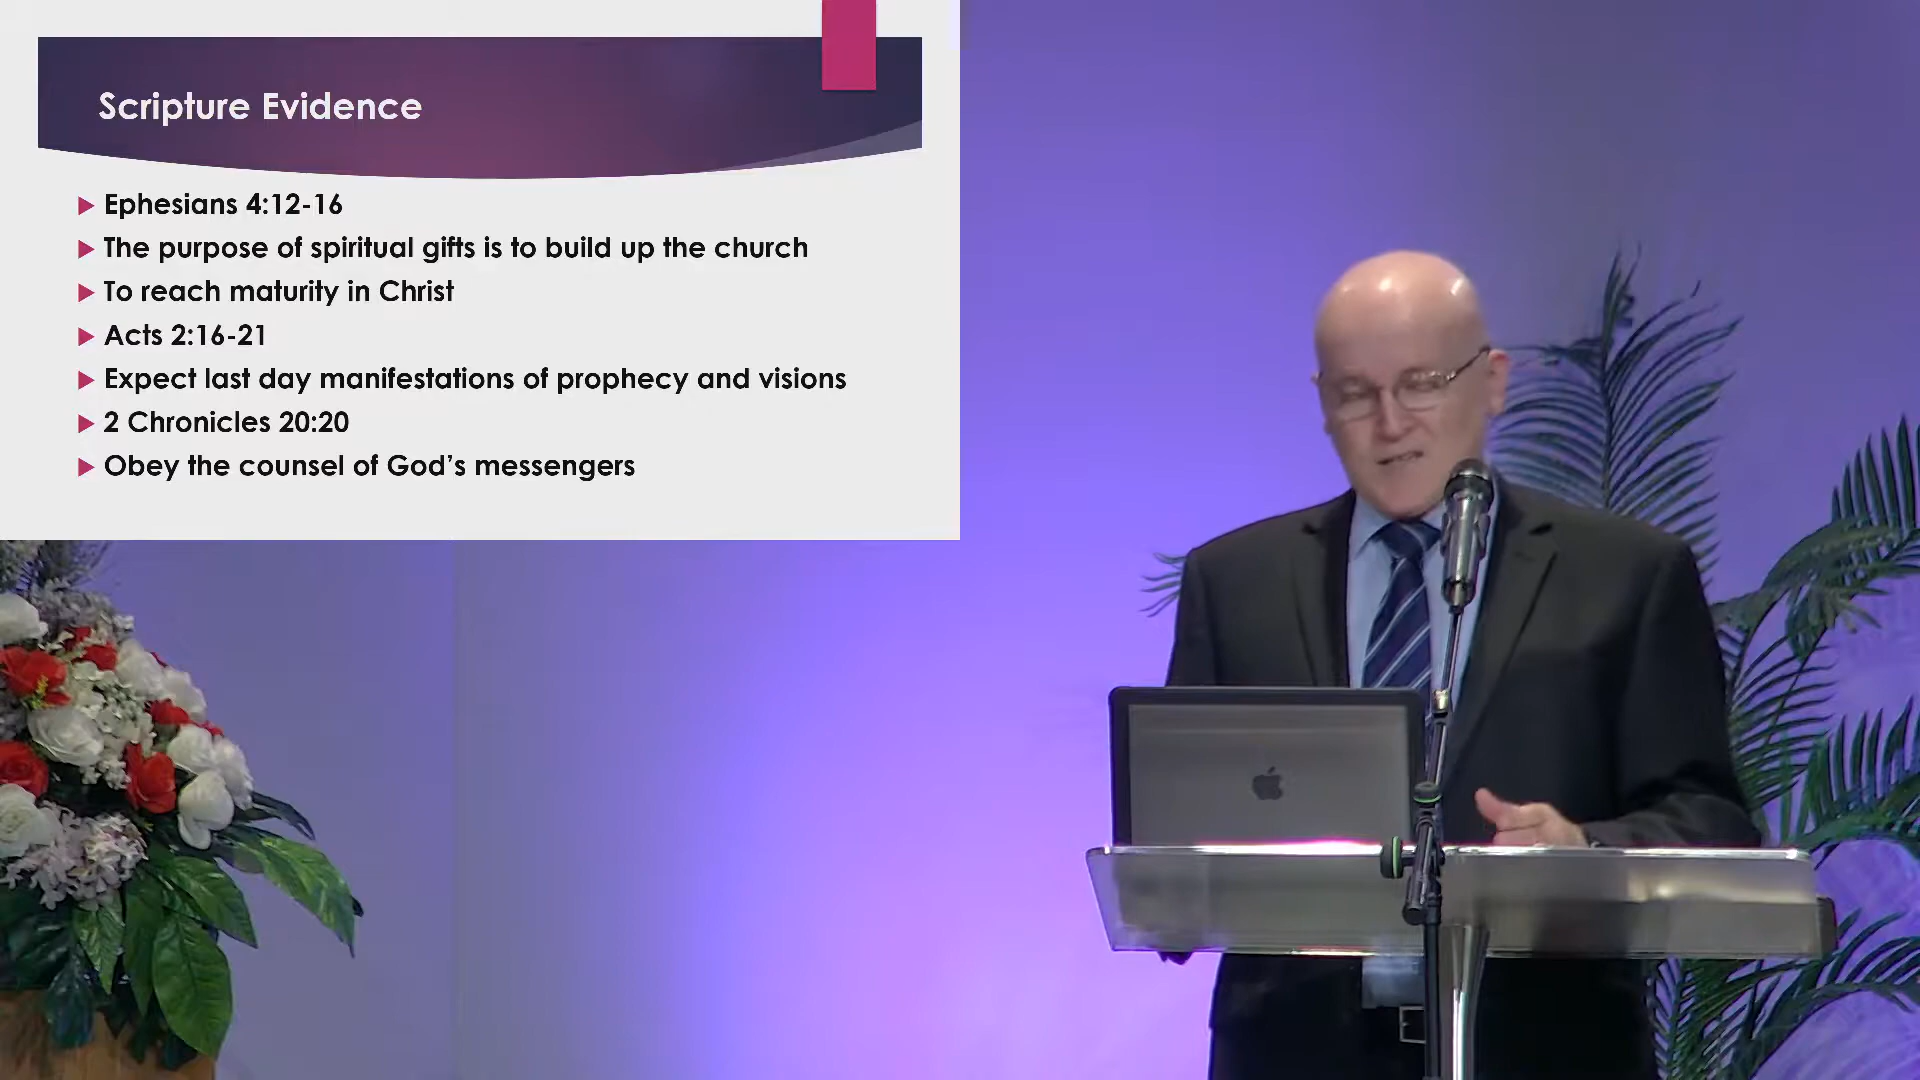 Scripture Evidence
Ephesians 4:12-16
The purpose of spiritual gifts is to build up the church
To reach maturity in Christ
Acts 2:16-21
Expect last day manifestations of prophecy and visions
2 Chronicles 20:20
Obey the counsel of God's messengers